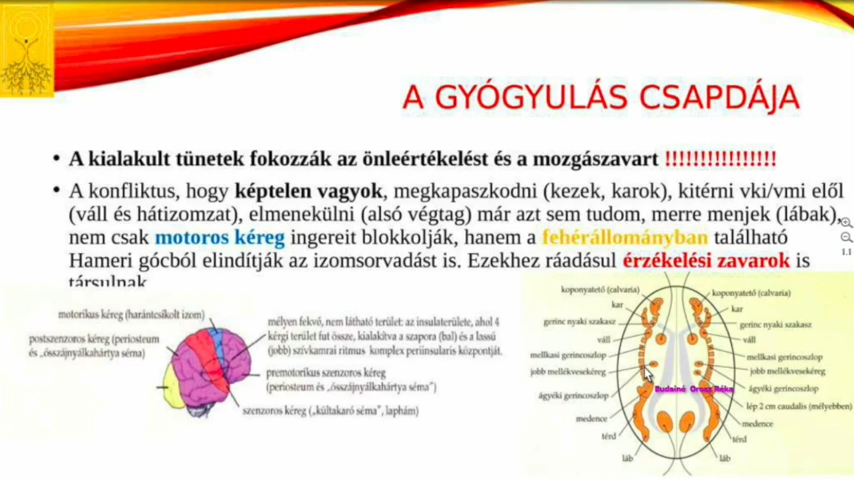 A GYÓGYULÁS CSAPDÁJA
• A kialakult tünetek fokozzák az önleértékelést és a mozgászavart !!!!!!!!!!!!!!!!
• A konfliktus, hogy képtelen vagyok, megkapaszkodni (kezek, karok), kitérni vki/vmi elől
(váll és hátizomzat), elmenekülni (alsó végtag) már azt sem tudom, merre menjek (lábak),
nem csak motoros kéreg ingereit blokkolják, hanem a fehérállományban található
Hameri gócból elindítják az izomsorvadást is. Ezekhez ráadásul érzékelési zavarok is
társulnak
motorikus kéreg (harántcsíkolt izom)
postszenzoros kéreg (periosteum
és „összájnyálkahártya séma")
mélyen fekvő, nem látható terület: az insulaterülete, ahol 4
kérgi terület fut össze, kialakítva a szapora (bal) és a lassú
(jobb) szívkamrai ritmus komplex periinsularis központját.
premotorikus szenzoros kéreg
(periosteum és „összájnyálkahártya séma")
szenzoros kéreg („kültakaró séma", laphám)
koponyatető (calvaria)
kar
gerinc nyaki szakasz
váll
mellkasi gerincoszlop
jobb mellékvesekéreg
ágyéki gerincoszlop
medence
térd
láb
koponyatető (calvaria)
kar
gerinc nyaki szakasz
váll
mellkasi gerincoszlop
jobb mellékvesekéreg
ágyéki gerincoszlop
lép 2 cm caudalis (mélyebben)
medence
térd
láb
Budainé Orosz Réka
1.1